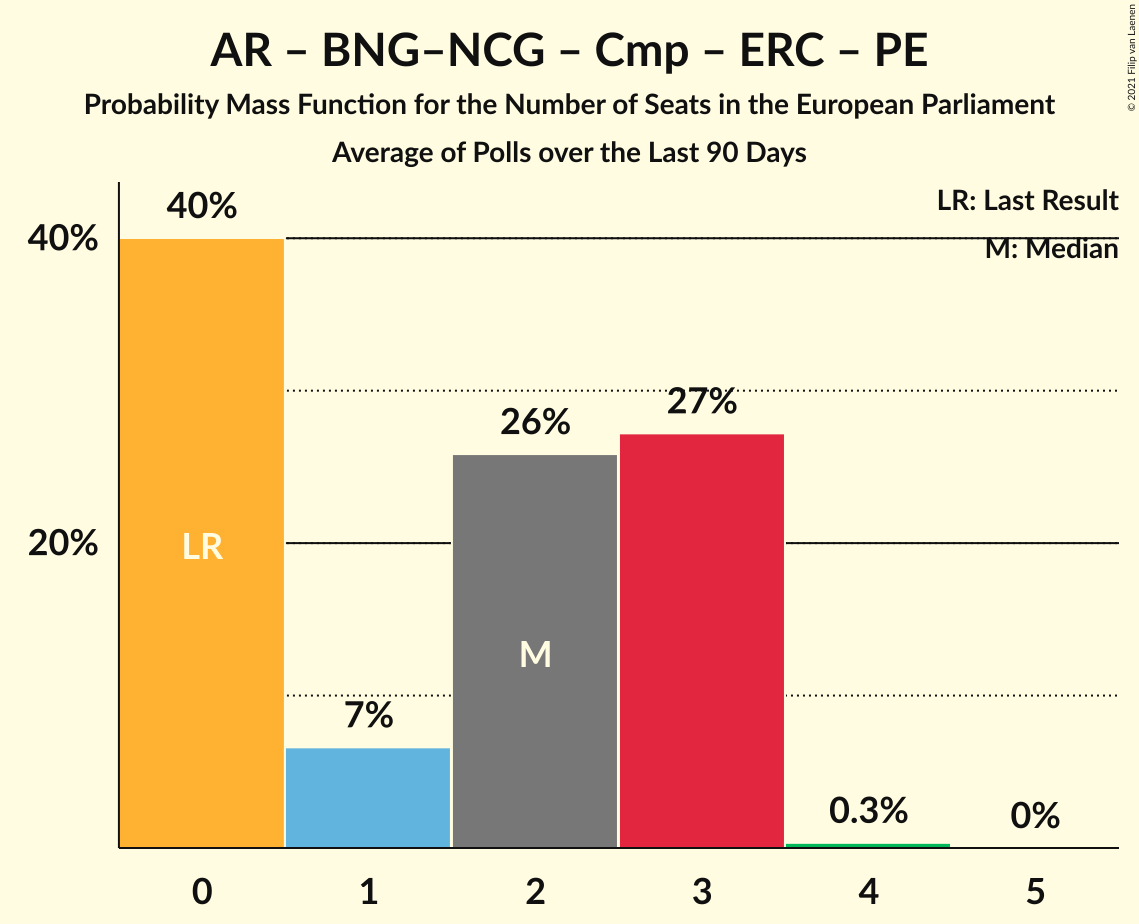 AR – BNG–NCG – Cmp – ERC – PE
Probability Mass Function for the Number of Seats in the European Parliament
Average of Polls over the Last 90 Days
© 2021 Filip van Laenen
LR: Last Result
M: Median
40%
40%
27%
26%
20%
LR
M
7%
0.3%
0%
0 1 2 3 4 5